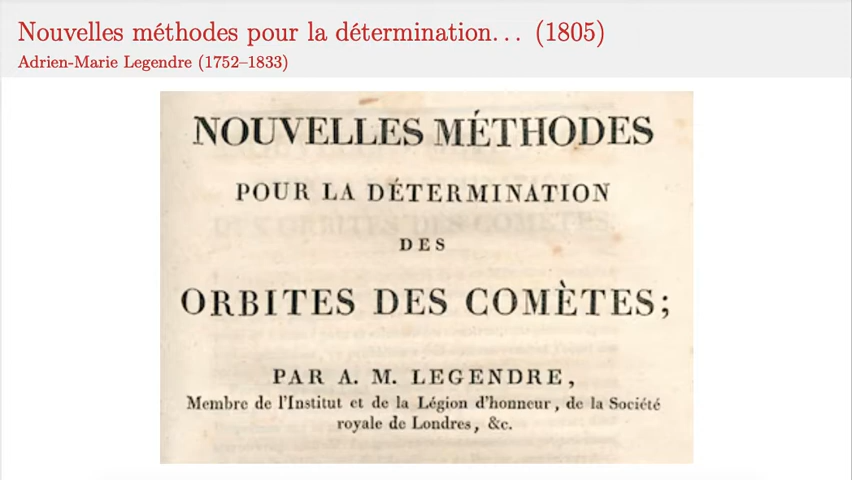 Nouvelles méthodes pour la détermination… (1805)
Adrien-Marie Legendre (1752–1833)
NOUVELLES MÉTHODES
POUR LA DÉTERMINATION
DES
ORBITES DES COMÈTES;
PAR A. M. LEGENDRE,
Membre de l'Institut et de la Légion d'honneur, de la Société
royale de Londres, &c.